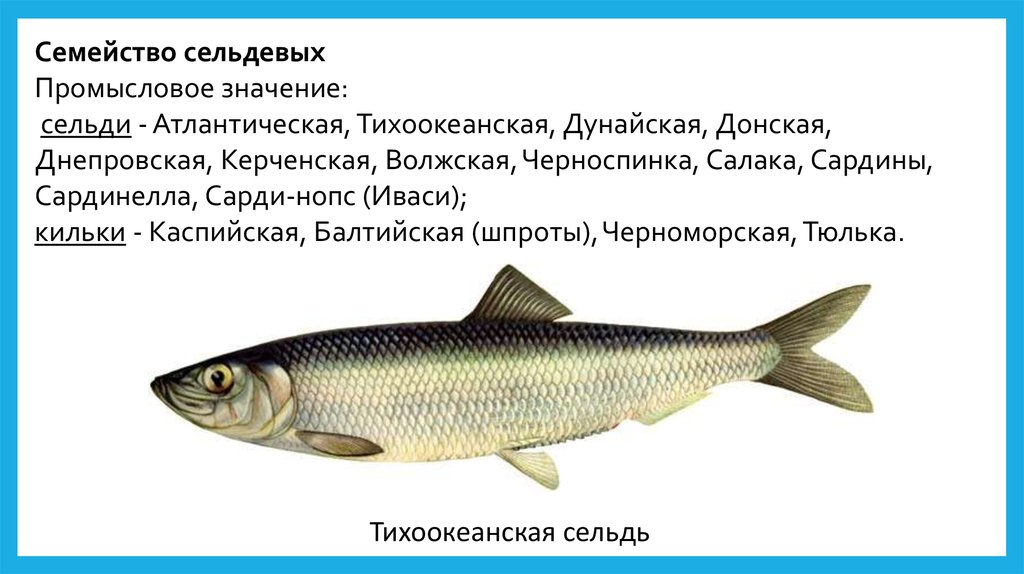 Семейство сельдевых
Промысловое значение:
сельди - Атлантическая, Тихоокеанская, Дунайская, Донская,
Днепровская, Керченская, Волжская, Черноспинка, Салака, Сардины,
Сардинелла, Сарди-нопс (Иваси);
кильки - Каспийская, Балтийская (шпроты), Черноморская, Тюлька.
Тихоокеанская сельдь